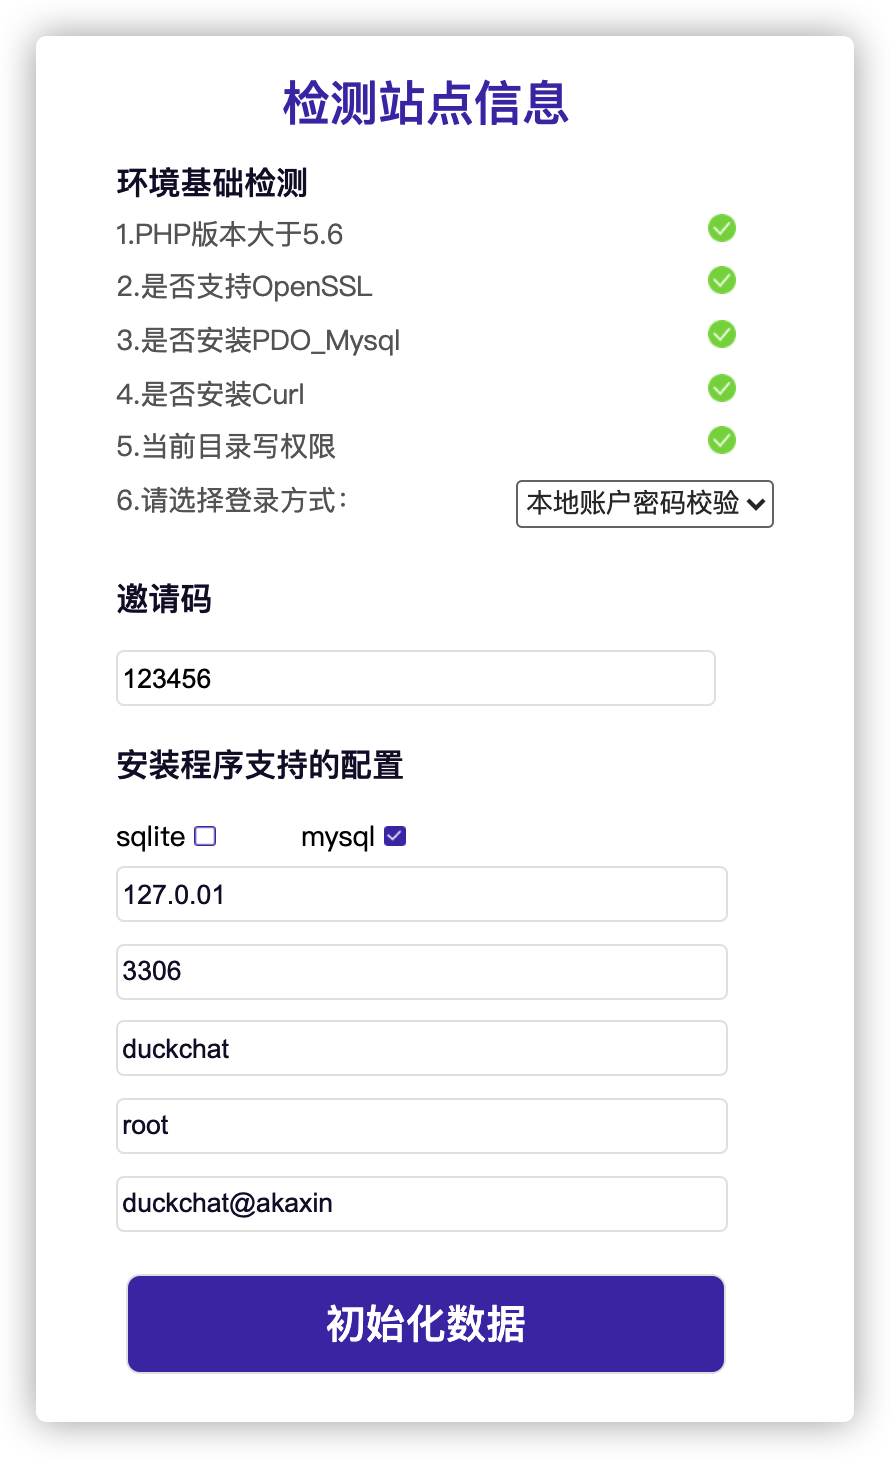 检测站点信息
环境基础检测
1.PHP版本大于5.6
2.是否支持OpenSSL
3.是否安装PDO_Mysql
4.是否安装Curl
5.当前目录写权限
6.请选择登录方式： 本地账户密码校验
邀请码
123456
安装程序支持的配置
sqlite mysql
127.0.01
3306
duckchat
root
duckchat@akaxin
初始化数据